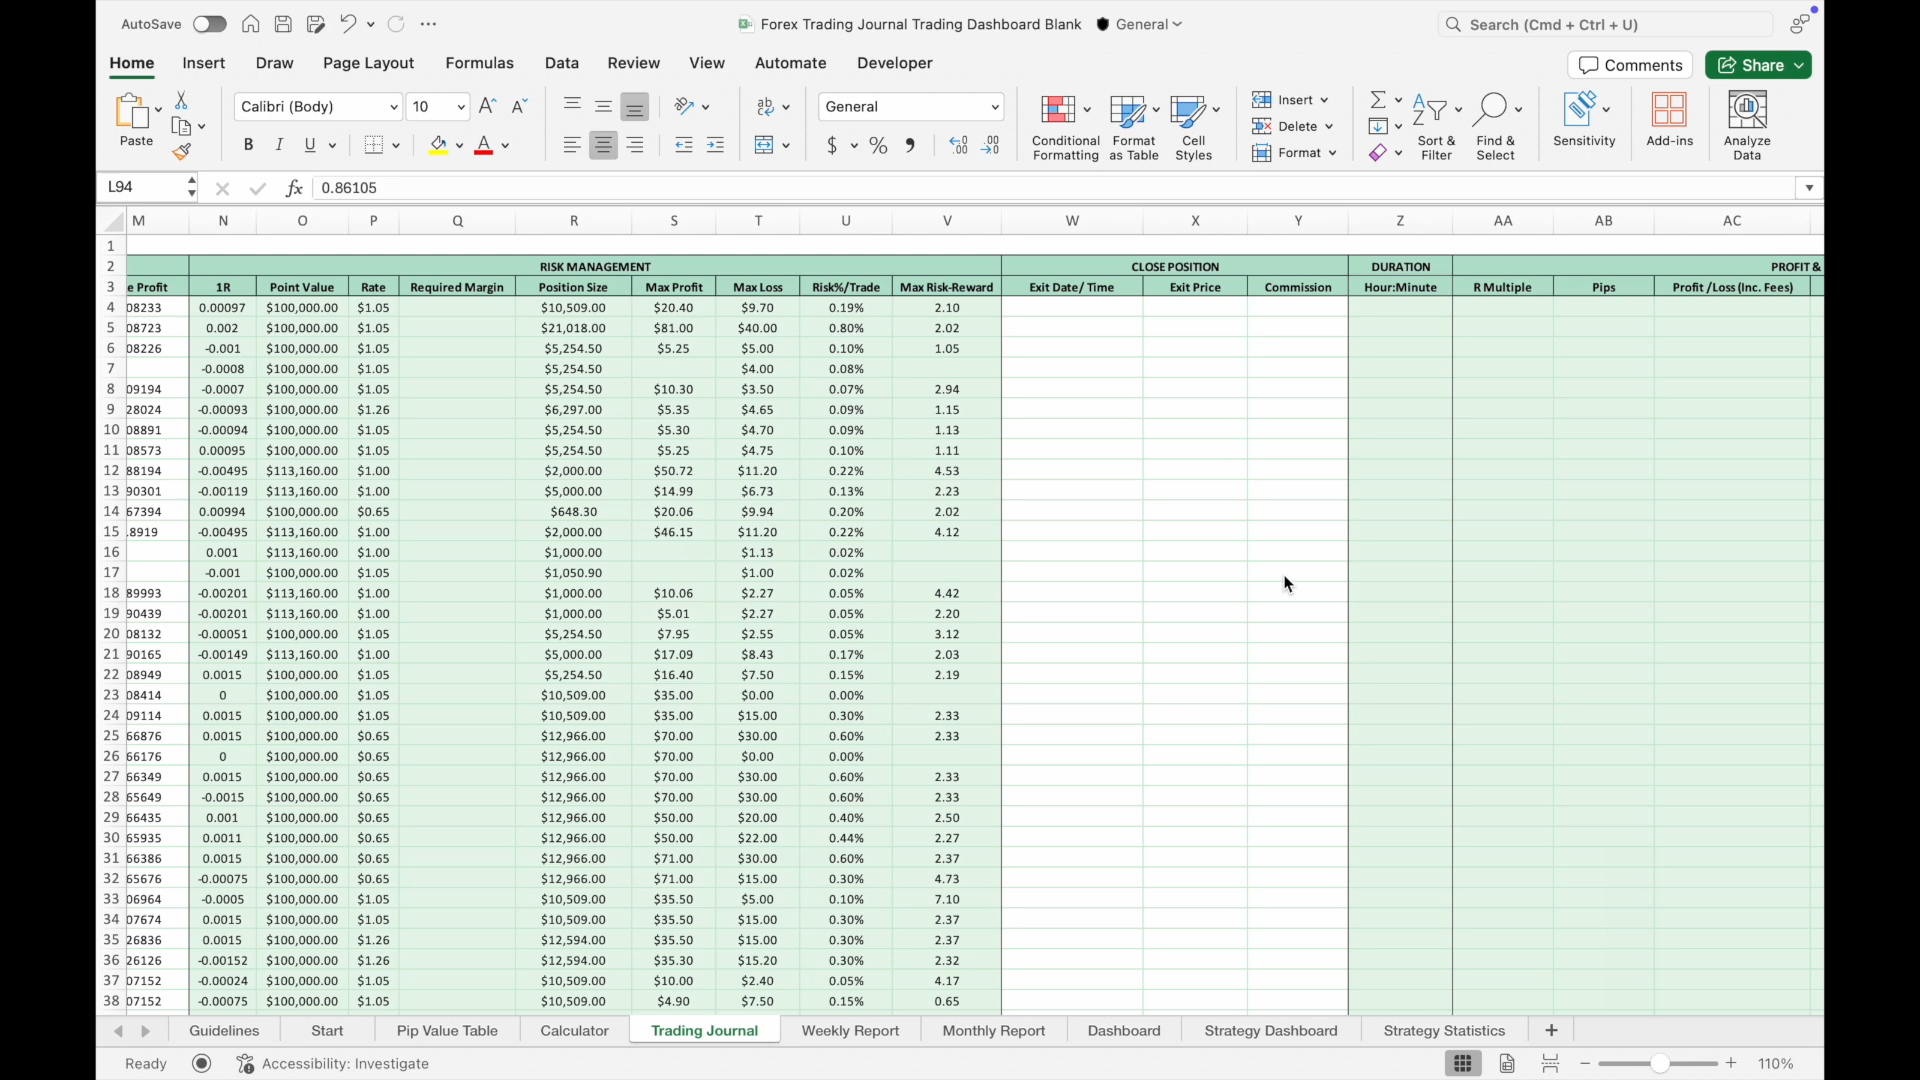 AutoSave
Forex Trading Journal Trading Dashboard Blank
General
Search (Cmd + Ctrl + U)
Home Insert Draw Page Layout Formulas Data Review View Automate Developer
Comments Share
Paste
Calibri (Body) 10
B I U
General
$ % 9
Conditional Formatting
Format as Table
Cell Styles
Insert
Delete
Format
Sort & Filter
Find & Select
Sensitivity
Add-ins
Analyze Data
L94 fx 0.86105
M N O P Q R S T U V W X Y Z AA AB AC
1
2 RISK MANAGEMENT CLOSE POSITION DURATION PROFIT &
3 e Profit 1R Point Value Rate Required Margin Position Size Max Profit Max Loss Risk%/Trade Max Risk-Reward Exit Date/ Time Exit Price Commission Hour:Minute R Multiple Pips Profit /Loss (Inc. Fees)
4 08233 0.00097 $100,000.00 $1.05 $10,509.00 $20.40 $9.70 0.19% 2.10
5 08723 0.002 $100,000.00 $1.05 $21,018.00 $81.00 $40.00 0.80% 2.02
6 08226 -0.001 $100,000.00 $1.05 $5,254.50 $5.25 $5.00 0.10% 1.05
7 -0.0008 $100,000.00 $1.05 $5,254.50 $4.00 0.08%
8 09194 -0.0007 $100,000.00 $1.05 $5,254.50 $10.30 $3.50 0.07% 2.94
9 28024 -0.00093 $100,000.00 $1.26 $6,297.00 $5.35 $4.65 0.09% 1.15
10 08891 -0.00094 $100,000.00 $1.05 $5,254.50 $5.30 $4.70 0.09% 1.13
11 08573 0.00095 $100,000.00 $1.05 $5,254.50 $5.25 $4.75 0.10% 1.11
12 88194 -0.00495 $113,160.00 $1.00 $2,000.00 $50.72 $11.20 0.22% 4.53
13 90301 -0.00119 $113,160.00 $1.00 $5,000.00 $14.99 $6.73 0.13% 2.23
14 67394 0.00994 $100,000.00 $0.65 $648.30 $20.06 $9.94 0.20% 2.02
15 .8919 -0.00495 $113,160.00 $1.00 $2,000.00 $46.15 $11.20 0.22% 4.12
16 0.001 $113,160.00 $1.00 $1,000.00 $1.13 0.02%
17 -0.001 $100,000.00 $1.05 $1,050.90 $1.00 0.02%
18 89993 -0.00201 $113,160.00 $1.00 $1,000.00 $10.06 $2.27 0.05% 4.42
19 90439 -0.00201 $113,160.00 $1.00 $1,000.00 $5.01 $2.27 0.05% 2.20
20 08132 -0.00051 $100,000.00 $1.05 $5,254.50 $7.95 $2.55 0.05% 3.12
21 90165 -0.00149 $113,160.00 $1.00 $5,000.00 $17.09 $8.43 0.17% 2.03
22 08949 0.0015 $100,000.00 $1.05 $5,254.50 $16.40 $7.50 0.15% 2.19
23 08414 0 $100,000.00 $1.05 $10,509.00 $35.00 $0.00 0.00%
24 09114 0.0015 $100,000.00 $1.05 $10,509.00 $35.00 $15.00 0.30% 2.33
25 66876 0.0015 $100,000.00 $0.65 $12,966.00 $70.00 $30.00 0.60% 2.33
26 66176 0 $100,000.00 $0.65 $12,966.00 $70.00 $0.00 0.00%
27 66349 0.0015 $100,000.00 $0.65 $12,966.00 $70.00 $30.00 0.60% 2.33
28 65649 -0.0015 $100,000.00 $0.65 $12,966.00 $70.00 $30.00 0.60% 2.33
29 66435 0.001 $100,000.00 $0.65 $12,966.00 $50.00 $20.00 0.40% 2.50
30 65935 0.0011 $100,000.00 $0.65 $12,966.00 $50.00 $22.00 0.44% 2.27
31 66386 0.0015 $100,000.00 $0.65 $12,966.00 $71.00 $30.00 0.60% 2.37
32 65676 -0.00075 $100,000.00 $0.65 $12,966.00 $71.00 $15.00 0.30% 4.73
33 06964 -0.0005 $100,000.00 $1.05 $10,509.00 $35.50 $5.00 0.10% 7.10
34 07674 0.0015 $100,000.00 $1.05 $10,509.00 $35.50 $15.00 0.30% 2.37
35 26836 0.0015 $100,000.00 $1.26 $12,594.00 $35.50 $15.00 0.30% 2.37
36 26126 -0.00152 $100,000.00 $1.26 $12,594.00 $35.30 $15.20 0.30% 2.32
37 07152 -0.00024 $100,000.00 $1.05 $10,509.00 $10.00 $2.40 0.05% 4.17
38 07152 -0.00075 $100,000.00 $1.05 $10,509.00 $4.90 $7.50 0.15% 0.65
Guidelines Start Pip Value Table Calculator Trading Journal Weekly Report Monthly Report Dashboard Strategy Dashboard Strategy Statistics
Ready Accessibility: Investigate 110%